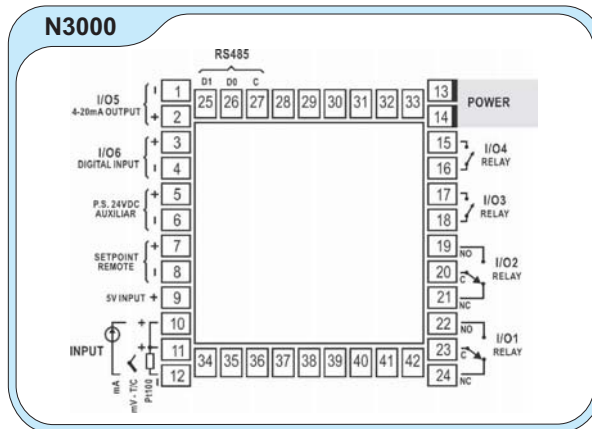 N3000
RS485
D1 D0 C
25 26 27 28 29 30 31 32 33
I/O5
4-20mA OUTPUT
- 1
+ 2
I/O6
DIGITAL INPUT
+ 3
- 4
P.S. 24VDC
AUXILIAR
+ 5
- 6
SETPOINT
REMOTE
+ 7
- 8
5V INPUT + 9
INPUT
+ 10
+ 11
- 12
mA
mV - T/C
Pt100
34 35 36 37 38 39 40 41 42
13
14
POWER
15
16
I/O4
RELAY
17
18
I/O3
RELAY
19 NO
20 C
21 NC
I/O2
RELAY
22 NO
23 C
24 NC
I/O1
RELAY